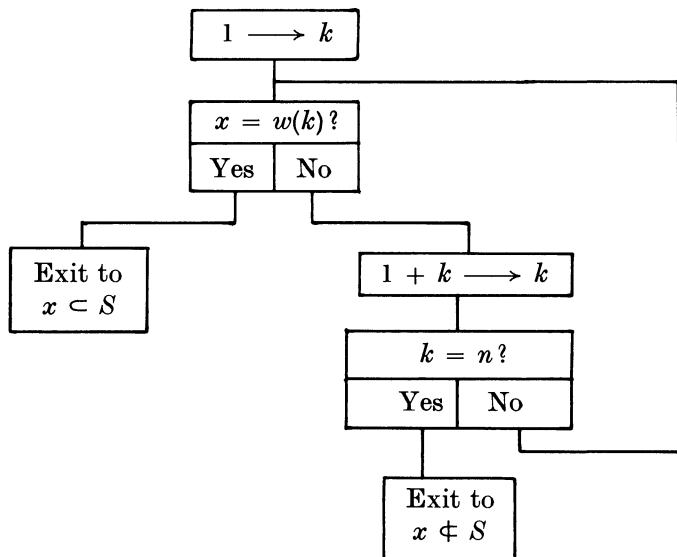 1 ⟶ k
x = w(k)?
Yes No
Exit to
x ⊂ S
1 + k ⟶ k
k = n?
Yes No
Exit to
x ⊄ S